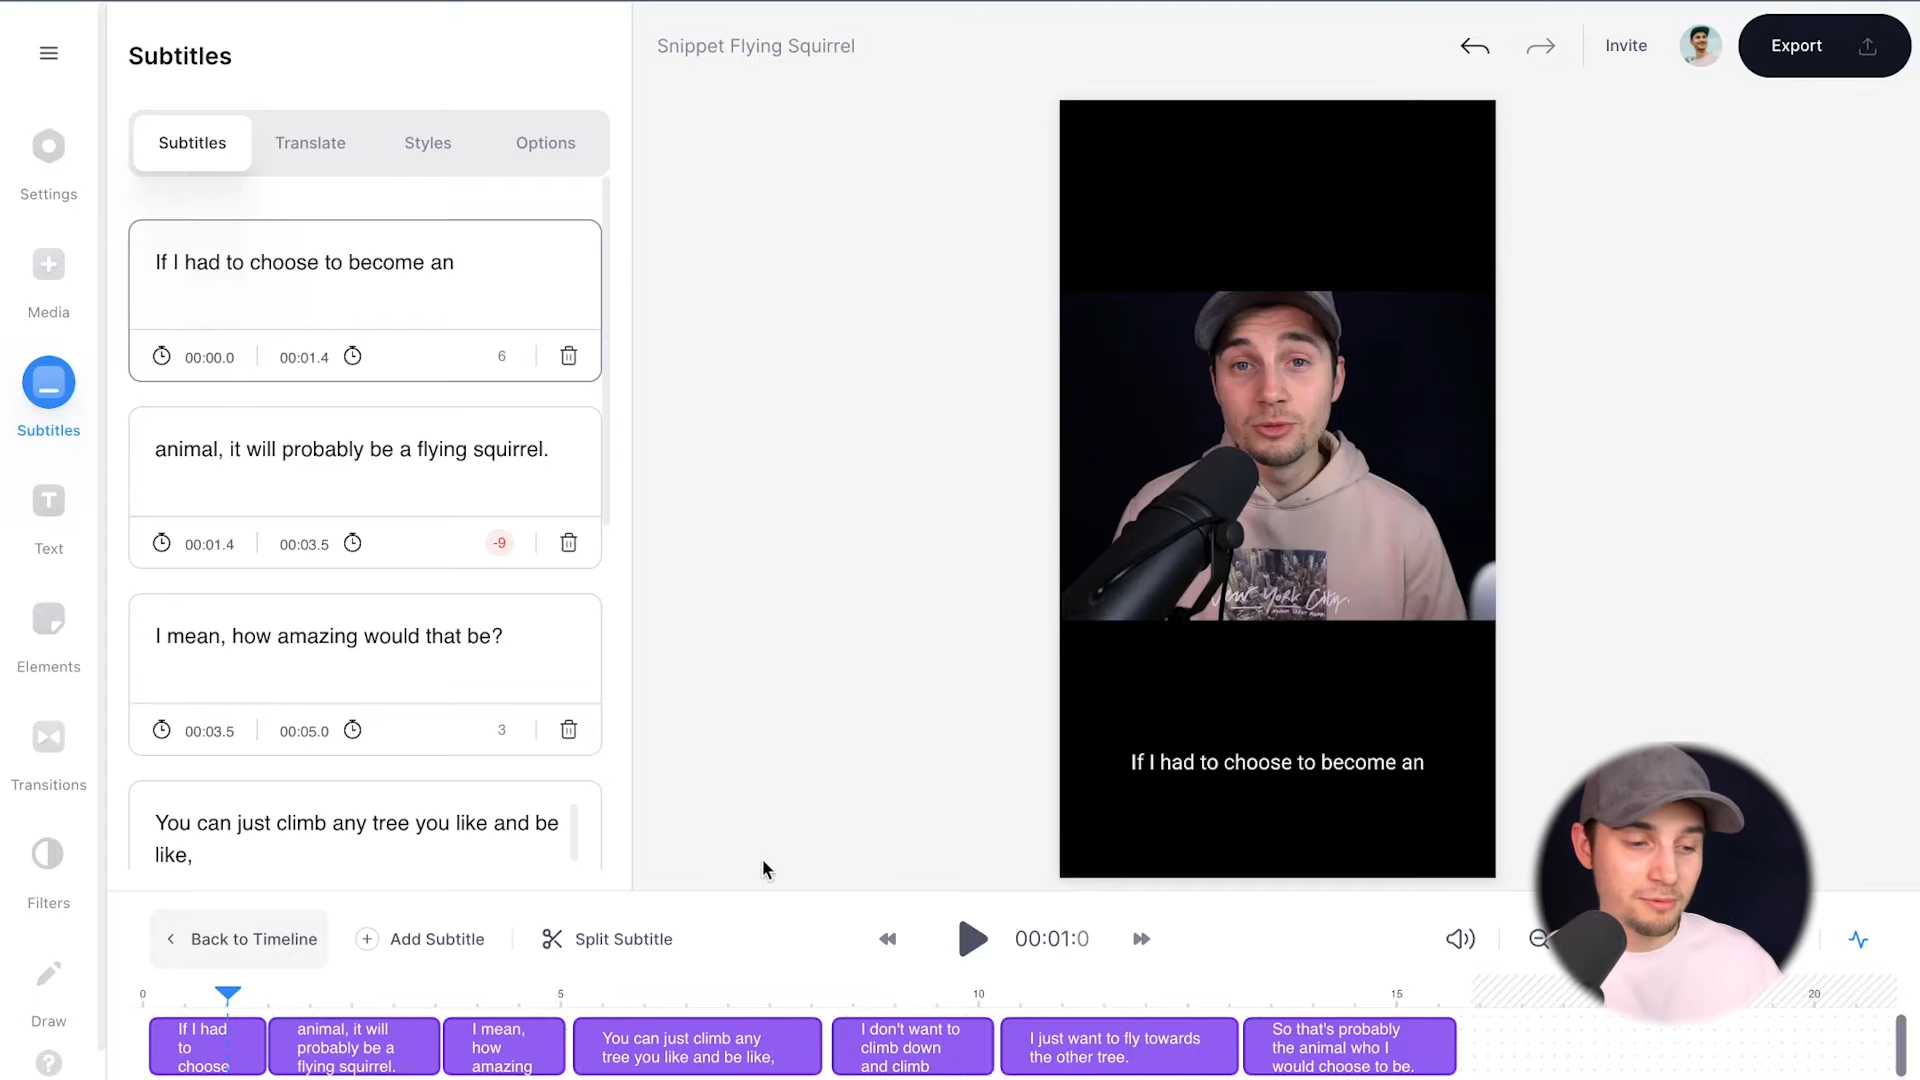 Subtitles
Snippet Flying Squirrel
Invite
Export
Subtitles
Translate
Styles
Options
Settings
Media
Subtitles
Text
Elements
Transitions
Filters
Draw
If I had to choose to become an
00:00.0
00:01.4
6
animal, it will probably be a flying squirrel.
00:01.4
00:03.5
-9
I mean, how amazing would that be?
00:03.5
00:05.0
3
You can just climb any tree you like and be
like,
New York City.
If I had to choose to become an
Back to Timeline
Add Subtitle
Split Subtitle
00:01:0
0
5
10
15
20
If I had
to
choose
animal, it will
probably be a
flying squirrel.
I mean,
how
amazing
You can just climb any
tree you like and be like,
I don't want to
climb down
and climb
I just want to fly towards
the other tree.
So that's probably
the animal who I
would choose to be.